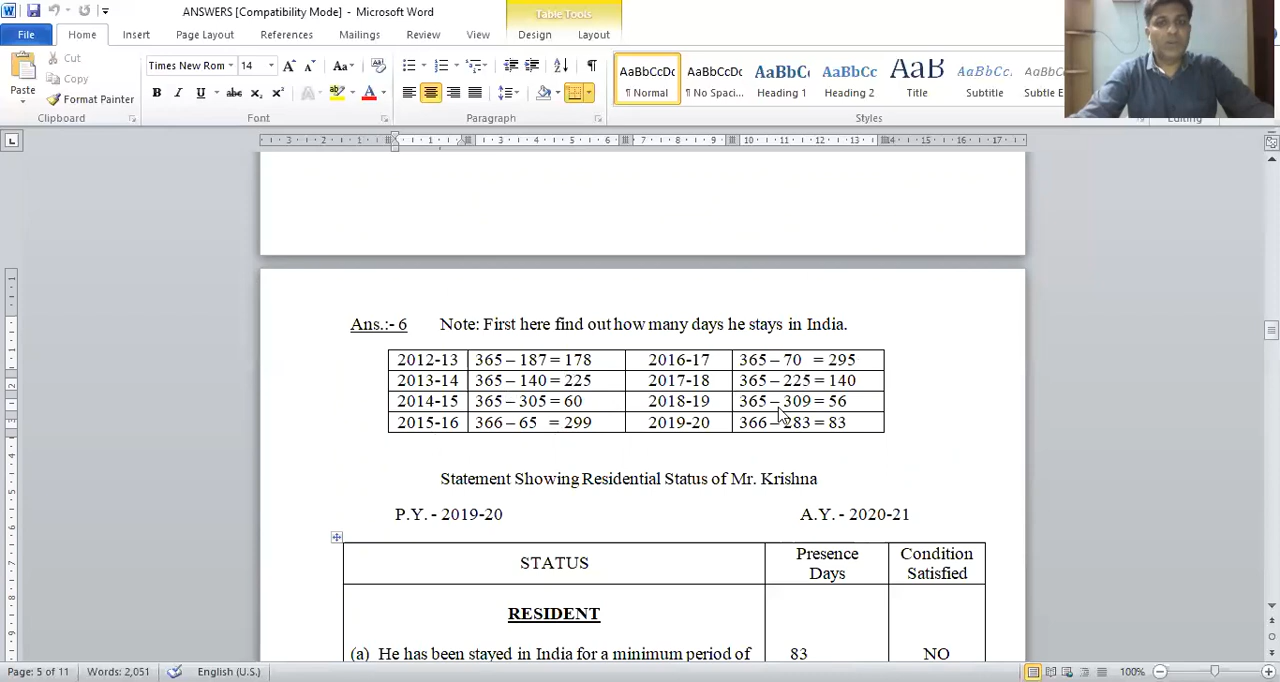 ANSWERS [Compatibility Mode] - Microsoft Word
Table Tools
File Home Insert Page Layout References Mailings Review View Design Layout
Paste
Cut
Copy
Format Painter
Clipboard
Times New Rom 14
Font
Paragraph
AaBbCcDc AaBbCcDc AaBbC AaBbCc AaB AaBbCc. AaBbCc
¶ Normal ¶ No Spaci... Heading 1 Heading 2 Title Subtitle Subtle E
Styles
Editing
Ans.:- 6 Note: First here find out how many days he stays in India.
2012-13 365 – 187 = 178 2016-17 365 – 70 = 295
2013-14 365 – 140 = 225 2017-18 365 – 225 = 140
2014-15 365 – 305 = 60 2018-19 365 – 309 = 56
2015-16 366 – 65 = 299 2019-20 366 – 283 = 83
Statement Showing Residential Status of Mr. Krishna
P.Y. - 2019-20 A.Y. - 2020-21
STATUS Presence Days Condition Satisfied
RESIDENT
(a) He has been stayed in India for a minimum period of 83 NO
Page: 5 of 11 Words: 2,051 English (U.S.) 100%